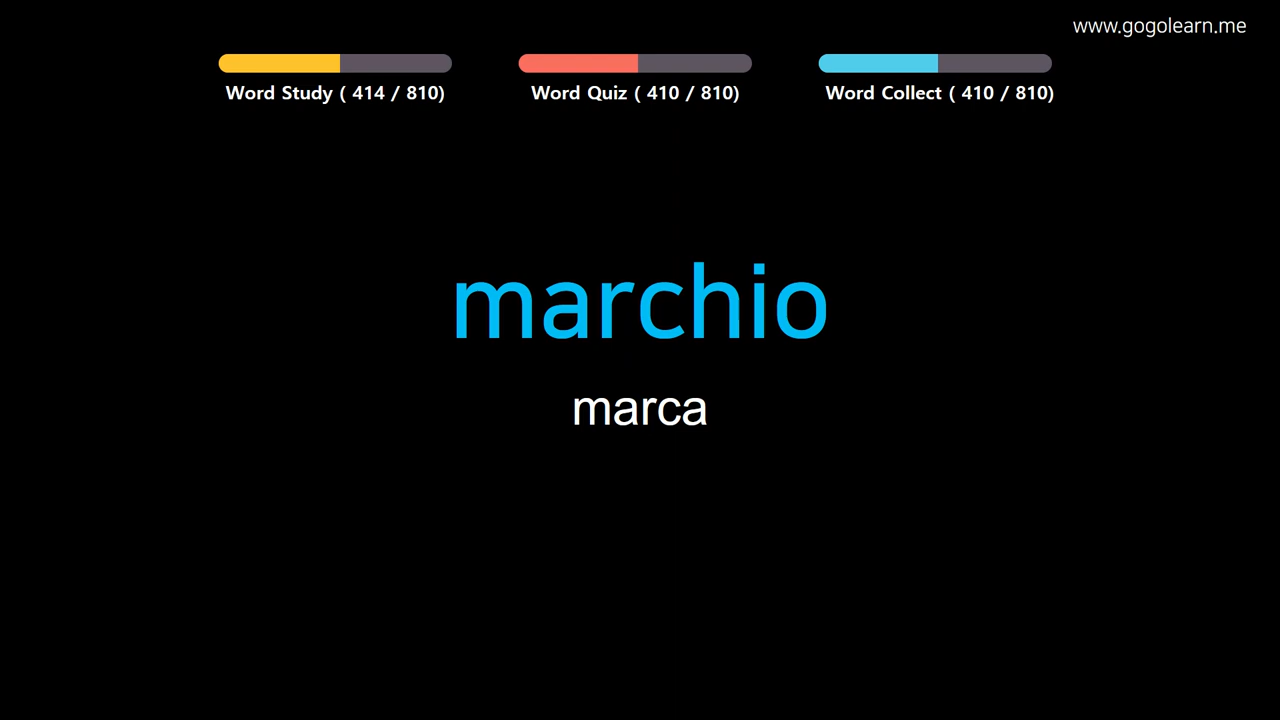 www.gogolearn.me
Word Study ( 414 / 810)
Word Quiz ( 410 / 810)
Word Collect ( 410 / 810)
marchio
marca